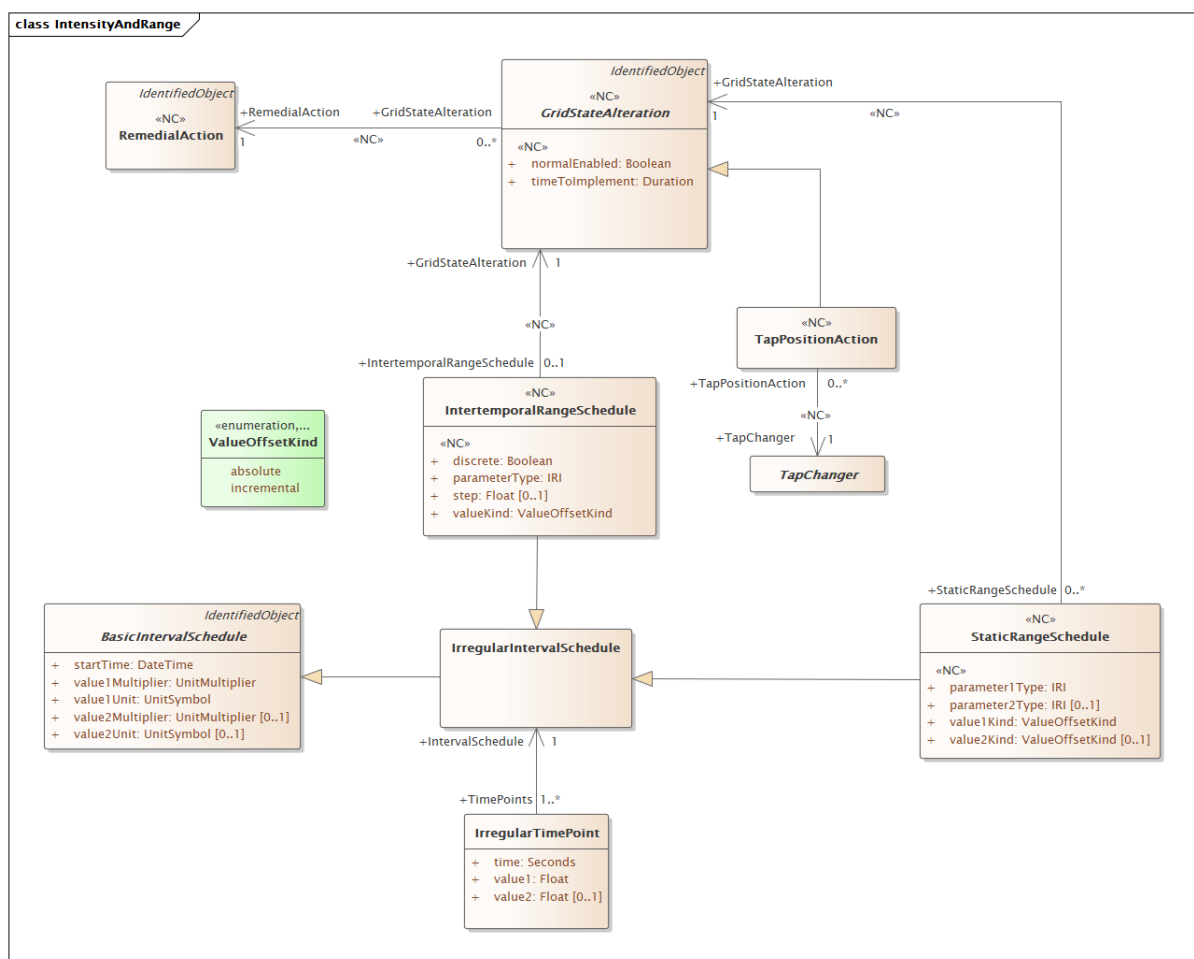 class IntensityAndRange
IdentifiedObject
«NC»
RemedialAction
+RemedialAction
1
«NC»
+GridStateAlteration
0..*
IdentifiedObject
«NC»
GridStateAlteration
«NC»
+ normalEnabled: Boolean
+ timeToImplement: Duration
+GridStateAlteration
1
«NC»
+GridStateAlteration
1
«NC»
+IntertemporalRangeSchedule
0..1
«NC»
TapPositionAction
+TapPositionAction
0..*
«NC»
+TapChanger
1
TapChanger
«enumeration,...
ValueOffsetKind
absolute
incremental
«NC»
IntertemporalRangeSchedule
«NC»
+ discrete: Boolean
+ parameterType: IRI
+ step: Float [0..1]
+ valueKind: ValueOffsetKind
IdentifiedObject
BasicIntervalSchedule
+ startTime: DateTime
+ value1Multiplier: UnitMultiplier
+ value1Unit: UnitSymbol
+ value2Multiplier: UnitMultiplier [0..1]
+ value2Unit: UnitSymbol [0..1]
IrregularIntervalSchedule
+StaticRangeSchedule
0..*
«NC»
StaticRangeSchedule
«NC»
+ parameter1Type: IRI
+ parameter2Type: IRI [0..1]
+ value1Kind: ValueOffsetKind
+ value2Kind: ValueOffsetKind [0..1]
+IntervalSchedule
1
+TimePoints
1..*
IrregularTimePoint
+ time: Seconds
+ value1: Float
+ value2: Float [0..1]